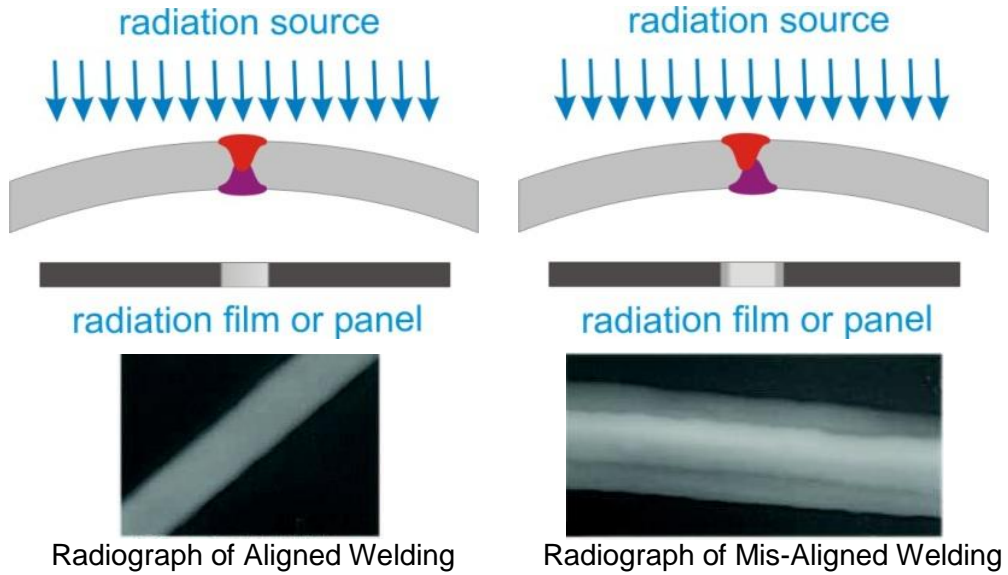 radiation source
radiation source
radiation film or panel
radiation film or panel
Radiograph of Aligned Welding
Radiograph of Mis-Aligned Welding